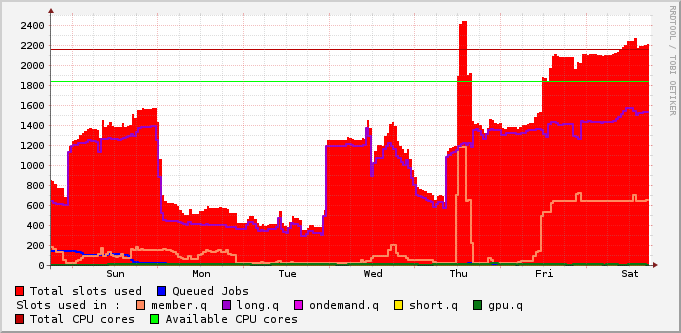 RRDTOOL / TOBI OETIKER
2400
2200
2000
1800
1600
1400
1200
1000
800
600
400
200
0
Sun Mon Tue Wed Thu Fri Sat
Total slots used Queued Jobs
Slots used in : member.q long.q ondemand.q short.q gpu.q
Total CPU cores Available CPU cores